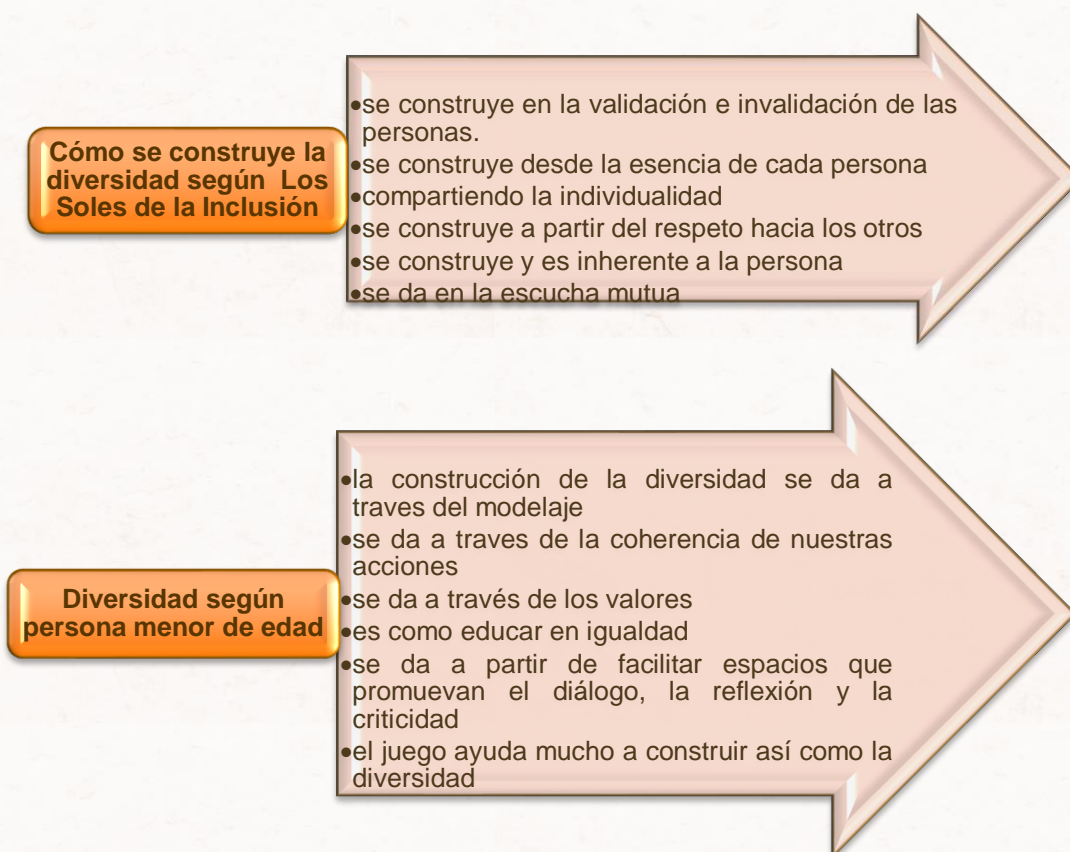 Cómo se construye la
diversidad según Los
Soles de la Inclusión
•se construye en la validación e invalidación de las
personas.
•se construye desde la esencia de cada persona
•compartiendo la individualidad
•se construye a partir del respeto hacia los otros
•se construye y es inherente a la persona
•se da en la escucha mutua
Diversidad según
persona menor de edad
•la construcción de la diversidad se da a
traves del modelaje
•se da a traves de la coherencia de nuestras
acciones
•se da a través de los valores
•es como educar en igualdad
•se da a partir de facilitar espacios que
promuevan el diálogo, la reflexión y la
criticidad
•el juego ayuda mucho a construir así como la
diversidad